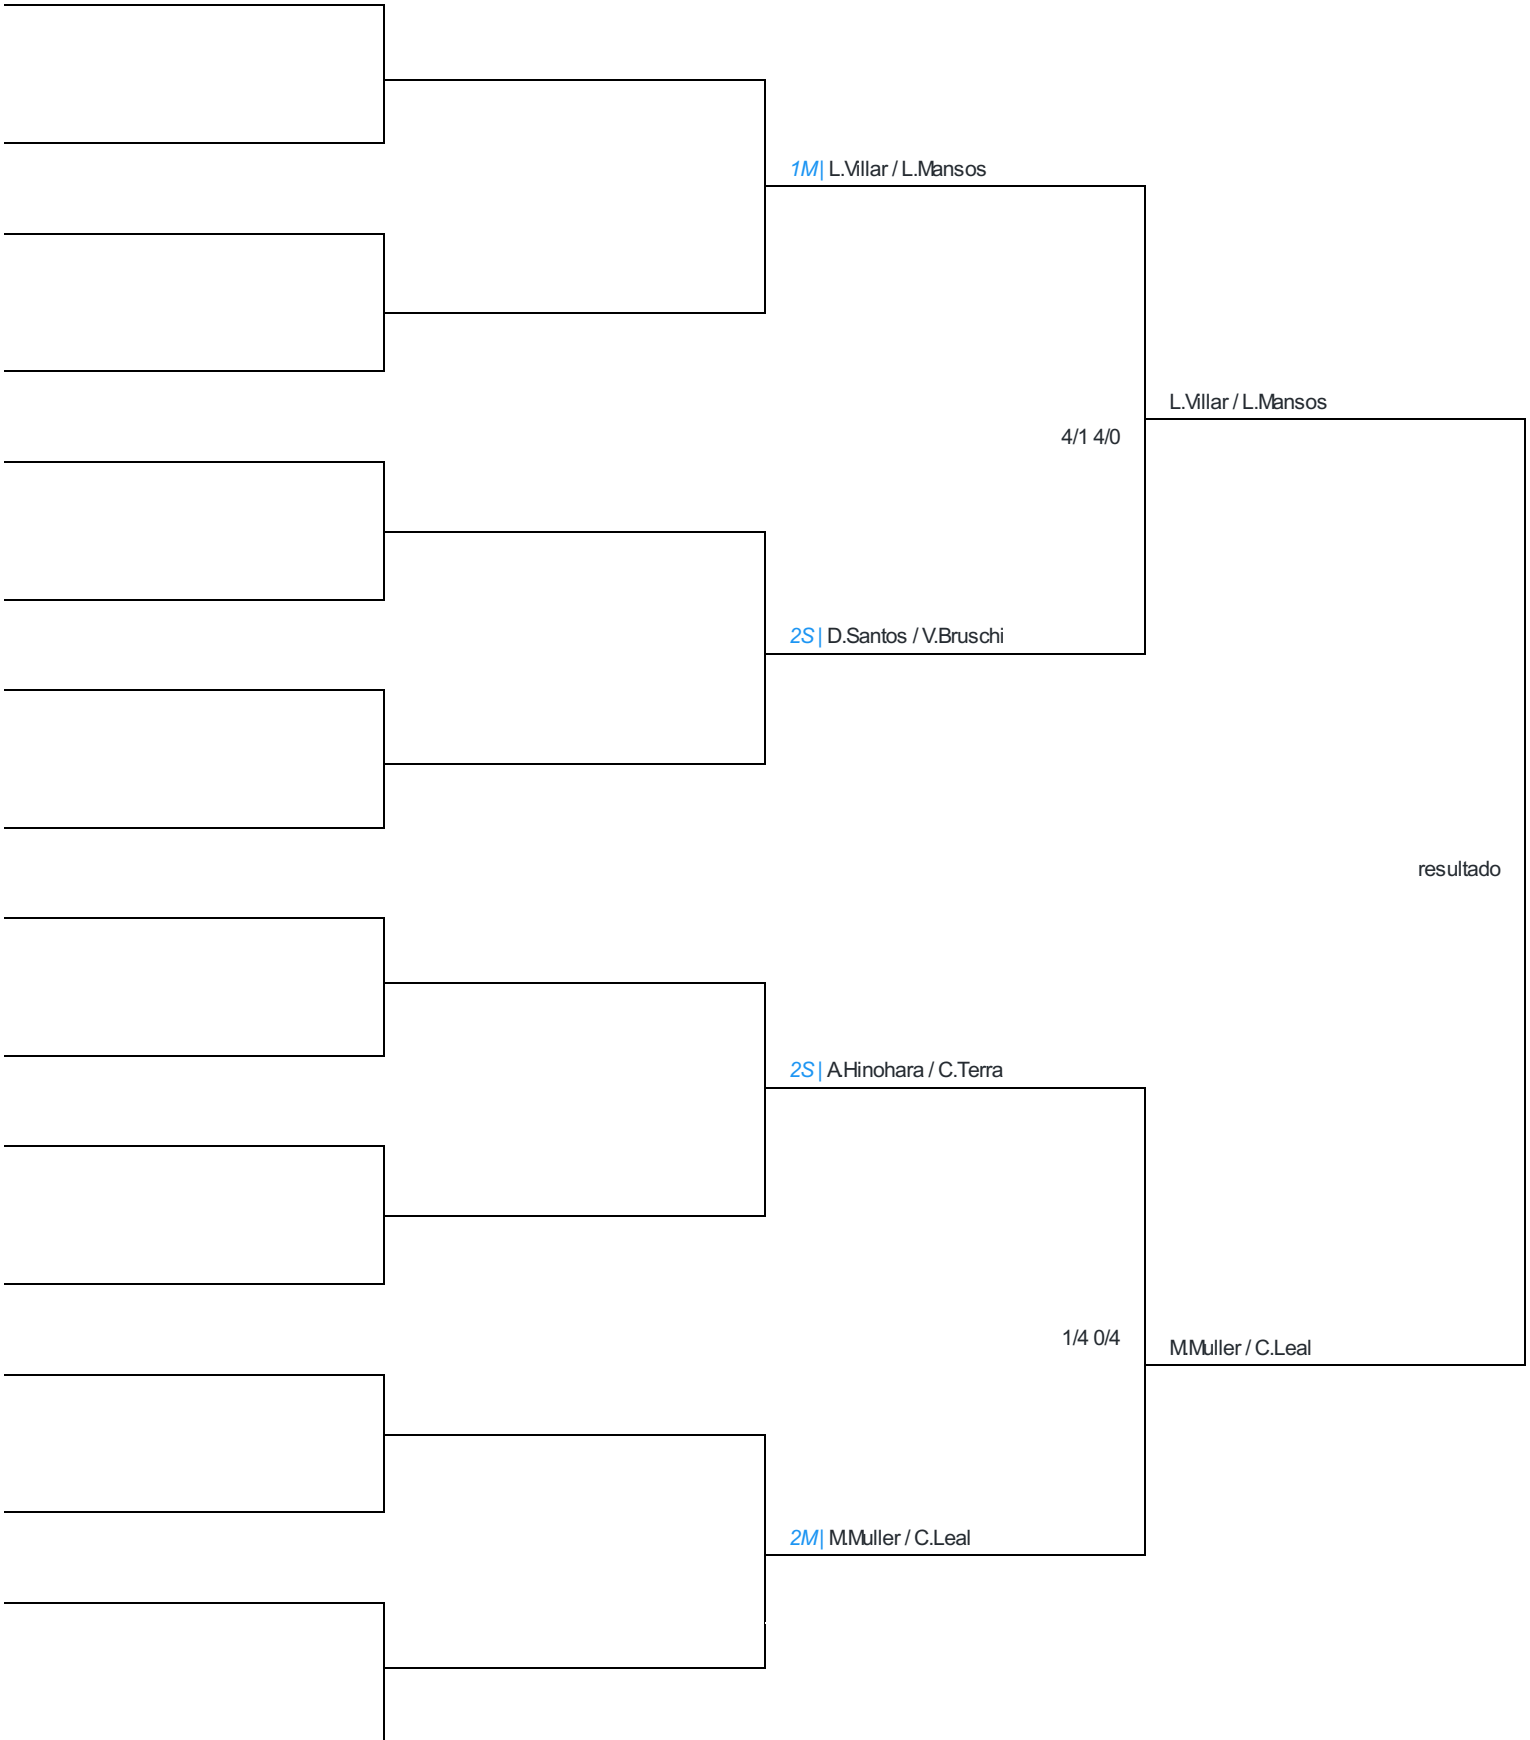 1M| L.Villar / L.Mansos
L.Villar / L.Mansos
4/1 4/0
2S| D.Santos / V.Bruschi
resultado
2S| A.Hinohara / C.Terra
1/4 0/4
M.Muller / C.Leal
2M| M.Muller / C.Leal